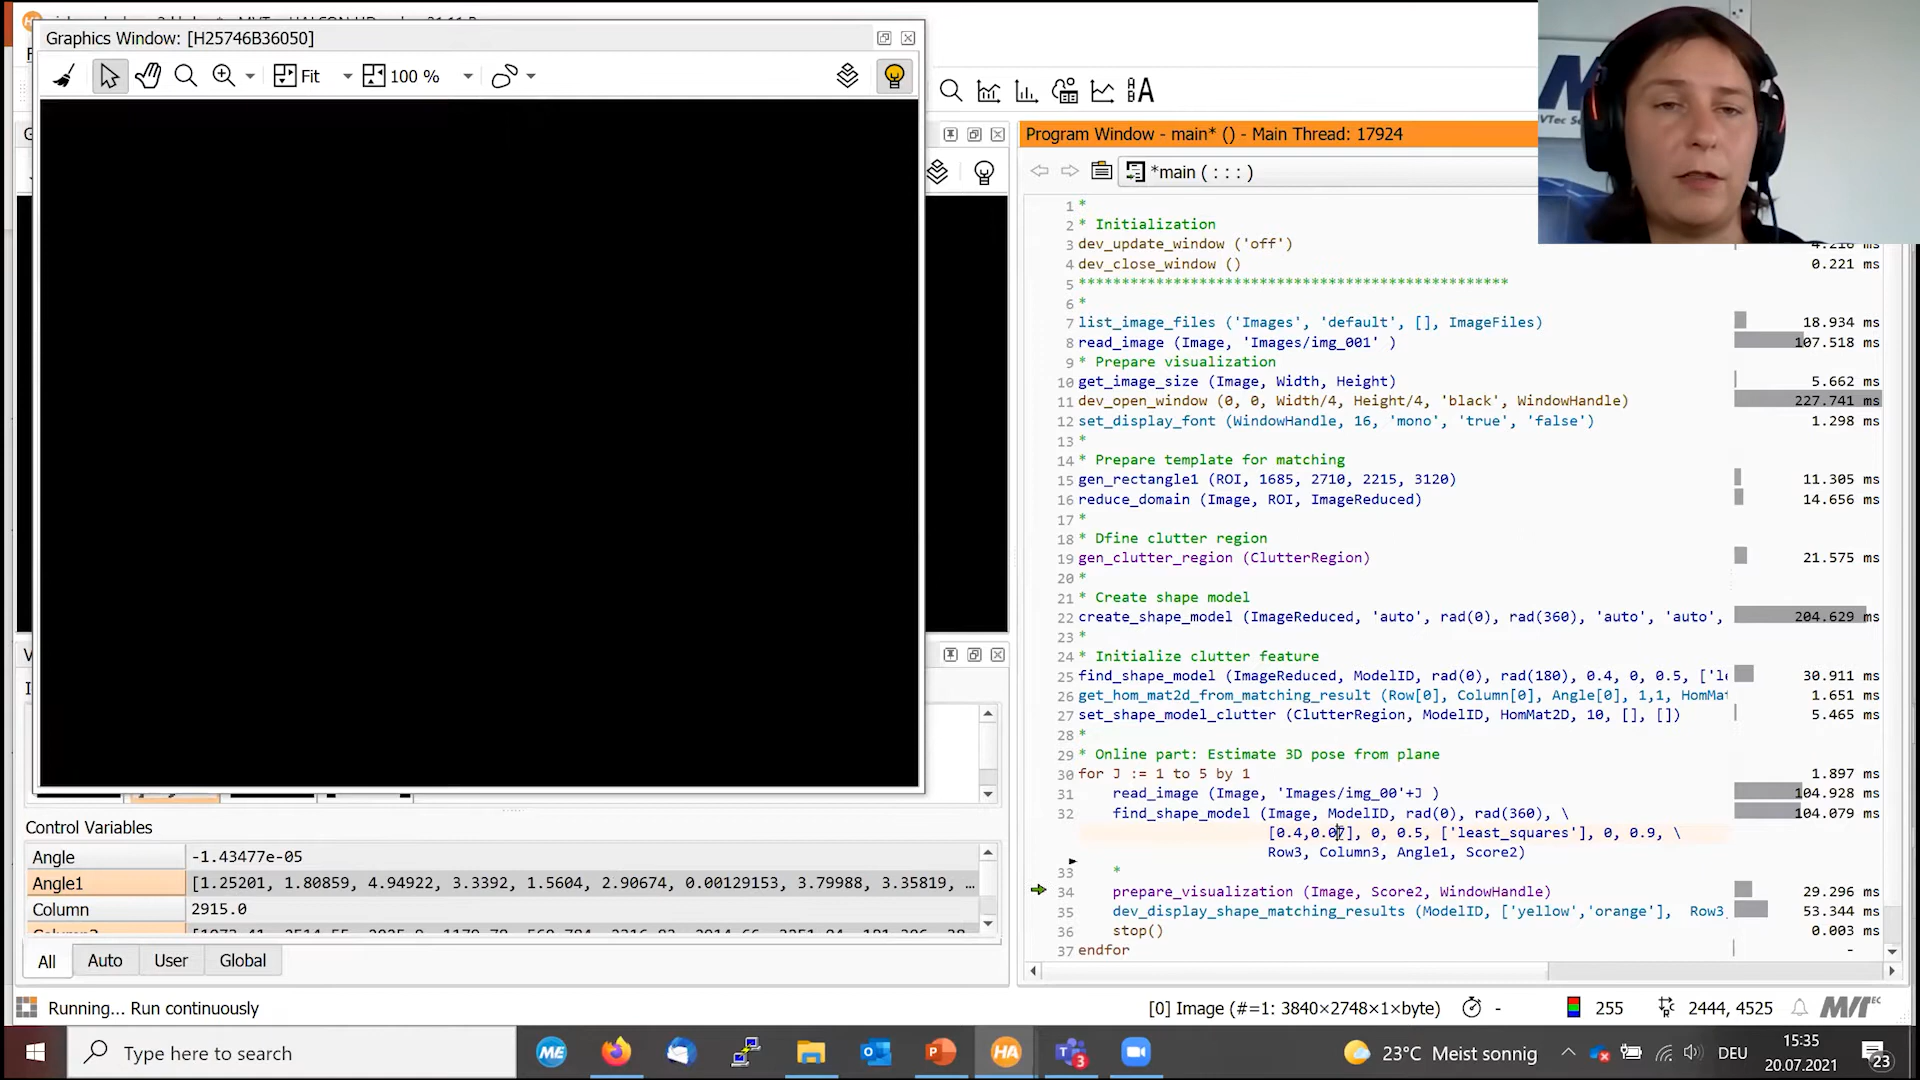 Graphics Window: [H25746B36050]
Fit
100 %
Program Window - main* () - Main Thread: 17924
*main ( : : : )
1 *
2 * Initialization
3 dev_update_window ('off')
4 dev_close_window ()
0.221 ms
5 **************************************************
6 *
7 list_image_files ('Images', 'default', [], ImageFiles)
18.934 ms
8 read_image (Image, 'Images/img_001' )
107.518 ms
9 * Prepare visualization
10 get_image_size (Image, Width, Height)
5.662 ms
11 dev_open_window (0, 0, Width/4, Height/4, 'black', WindowHandle)
227.741 ms
12 set_display_font (WindowHandle, 16, 'mono', 'true', 'false')
1.298 ms
13 *
14 * Prepare template for matching
15 gen_rectangle1 (ROI, 1685, 2710, 2215, 3120)
11.305 ms
16 reduce_domain (Image, ROI, ImageReduced)
14.656 ms
17 *
18 * Dfine clutter region
19 gen_clutter_region (ClutterRegion)
21.575 ms
20 *
21 * Create shape model
22 create_shape_model (ImageReduced, 'auto', rad(0), rad(360), 'auto', 'auto',
204.629 ms
23 *
24 * Initialize clutter feature
25 find_shape_model (ImageReduced, ModelID, rad(0), rad(180), 0.4, 0, 0.5, ['le
30.911 ms
26 get_hom_mat2d_from_matching_result (Row[0], Column[0], Angle[0], 1,1, HomMat
1.651 ms
27 set_shape_model_clutter (ClutterRegion, ModelID, HomMat2D, 10, [], [])
5.465 ms
28 *
29 * Online part: Estimate 3D pose from plane
30 for J := 1 to 5 by 1
1.897 ms
31 read_image (Image, 'Images/img_00'+J )
104.928 ms
32 find_shape_model (Image, ModelID, rad(0), rad(360), \
104.079 ms
[0.4,0.07], 0, 0.5, ['least_squares'], 0, 0.9, \
Row3, Column3, Angle1, Score2)
33 *
34 prepare_visualization (Image, Score2, WindowHandle)
29.296 ms
35 dev_display_shape_matching_results (ModelID, ['yellow','orange'], Row3,
53.344 ms
36 stop()
0.003 ms
37 endfor
-
Control Variables
Angle -1.43477e-05
Angle1 [1.25201, 1.80859, 4.94922, 3.3392, 1.5604, 2.90674, 0.00129153, 3.79988, 3.35819, ...
Column 2915.0
All Auto User Global
Running... Run continuously
[0] Image (#=1: 3840×2748×1×byte)
-
255
2444, 4525
MVTec
Type here to search
ME
HA
3
23°C Meist sonnig
DEU
15:35
20.07.2021
23